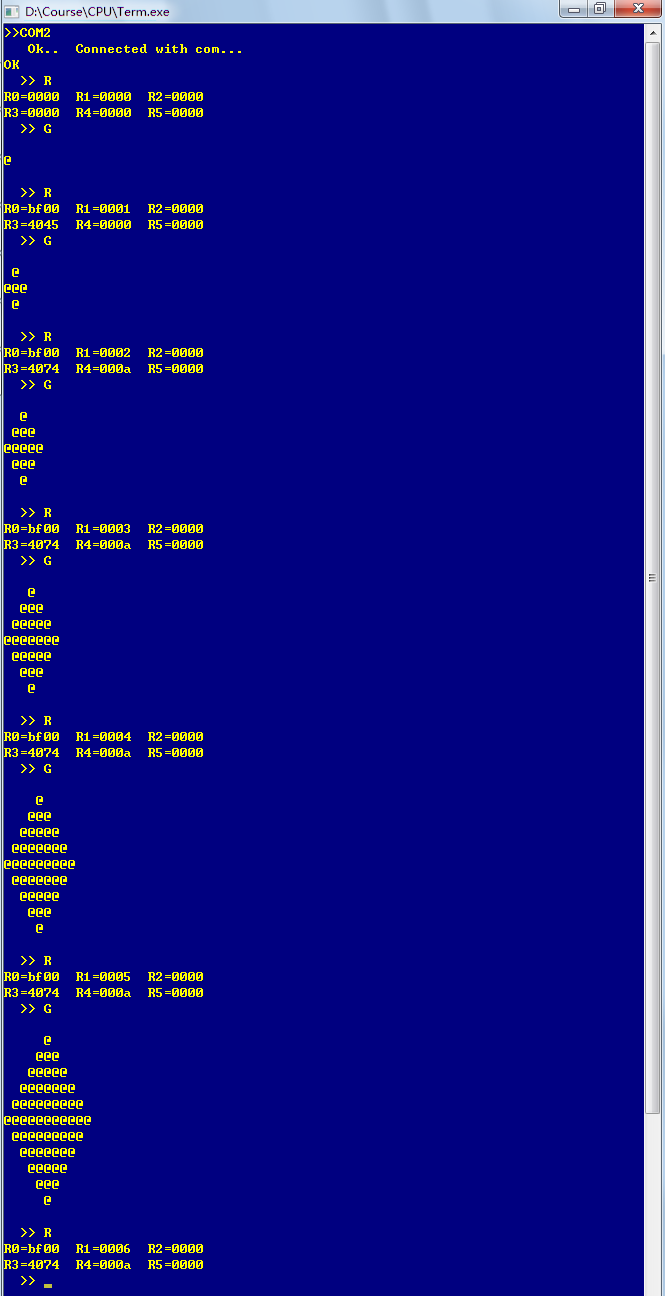 D:\Course\CPU\Term.exe
>>COM2
   Ok..  Connected with com...
OK
  >> R
R0=0000  R1=0000  R2=0000
R3=0000  R4=0000  R5=0000
  >> G

@

  >> R
R0=bf00  R1=0001  R2=0000
R3=4045  R4=0000  R5=0000
  >> G

 @
@@@
 @

  >> R
R0=bf00  R1=0002  R2=0000
R3=4074  R4=000a  R5=0000
  >> G

  @
 @@@
@@@@@
 @@@
  @

  >> R
R0=bf00  R1=0003  R2=0000
R3=4074  R4=000a  R5=0000
  >> G

   @
  @@@
 @@@@@
@@@@@@@
 @@@@@
  @@@
   @

  >> R
R0=bf00  R1=0004  R2=0000
R3=4074  R4=000a  R5=0000
  >> G

    @
   @@@
  @@@@@
 @@@@@@@
@@@@@@@@@
 @@@@@@@
  @@@@@
   @@@
    @

  >> R
R0=bf00  R1=0005  R2=0000
R3=4074  R4=000a  R5=0000
  >> G

     @
    @@@
   @@@@@
  @@@@@@@
 @@@@@@@@@
@@@@@@@@@@@
 @@@@@@@@@
  @@@@@@@
   @@@@@
    @@@
     @

  >> R
R0=bf00  R1=0006  R2=0000
R3=4074  R4=000a  R5=0000
  >> _